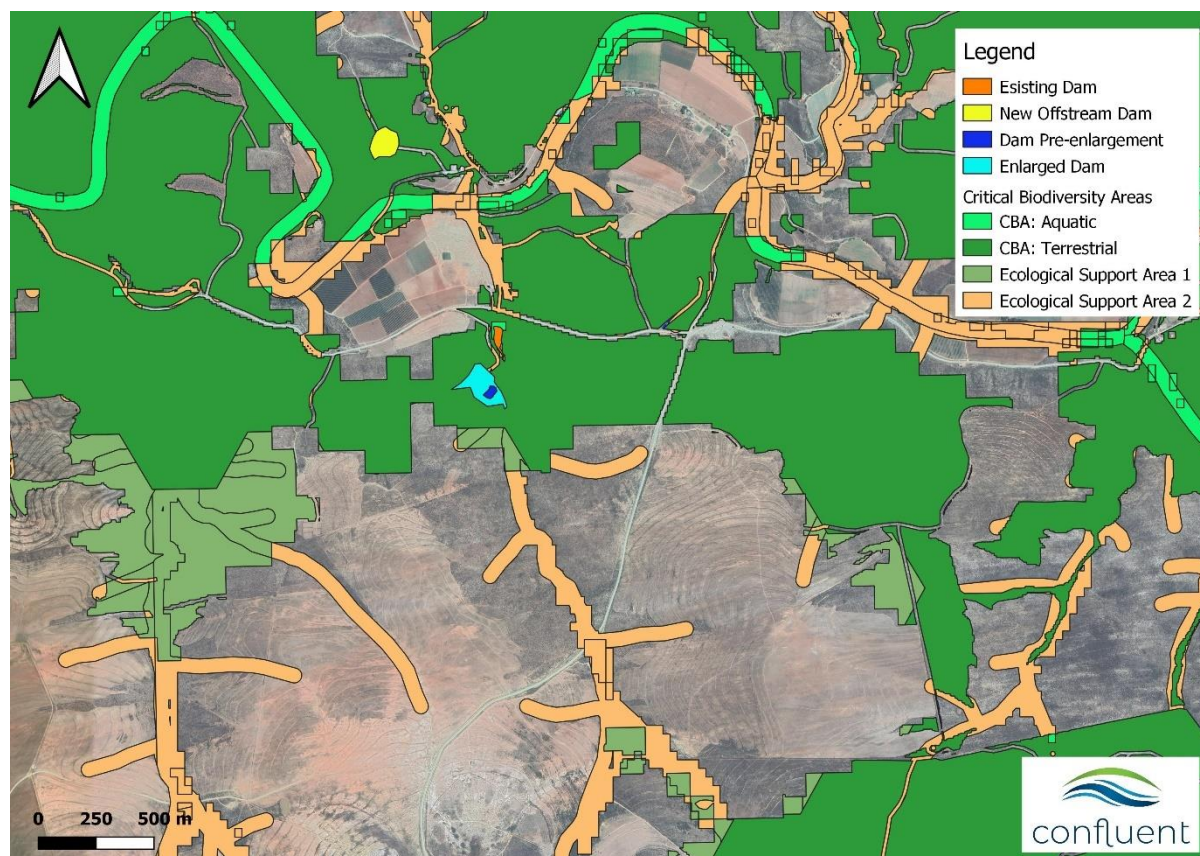 Legend
Esisting Dam
New Offstream Dam
Dam Pre-enlargement
Enlarged Dam
Critical Biodiversity Areas
CBA: Aquatic
CBA: Terrestrial
Ecological Support Area 1
Ecological Support Area 2
0 250 500 m
confluent